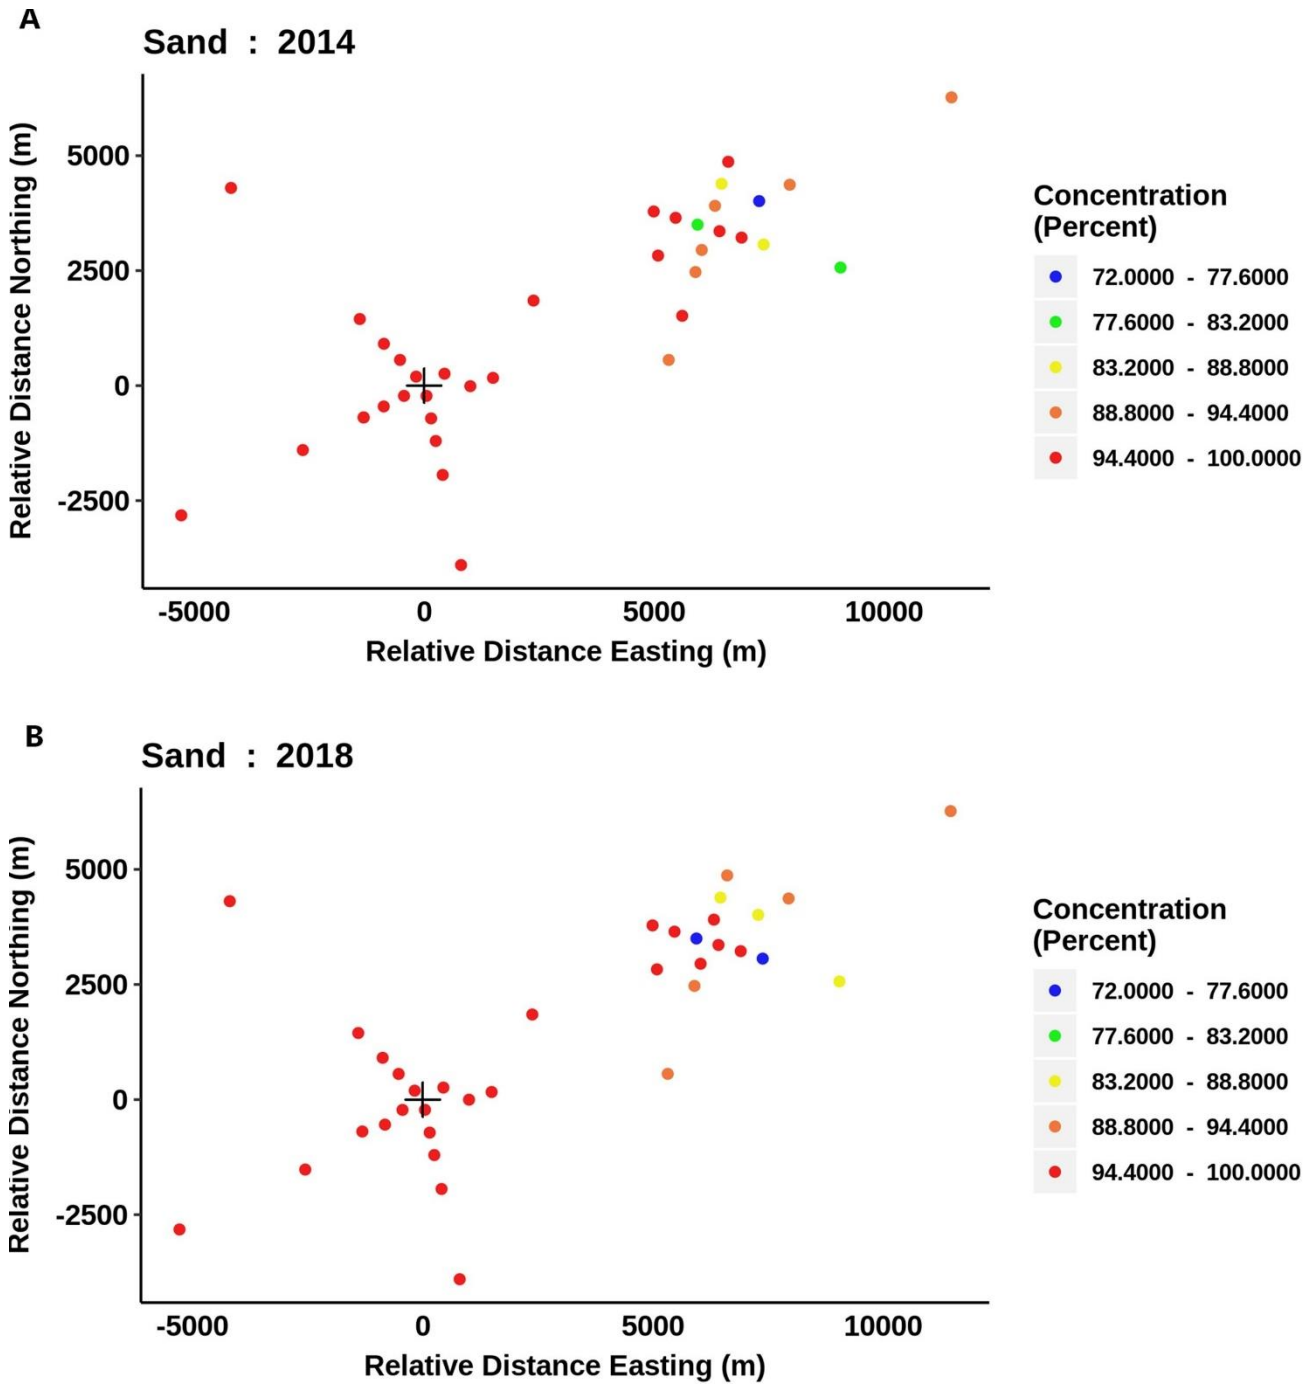 A
Sand : 2014
Relative Distance Northing (m)
5000
2500
0
-2500
-5000 0 5000 10000
Relative Distance Easting (m)
Concentration
(Percent)
72.0000 - 77.6000
77.6000 - 83.2000
83.2000 - 88.8000
88.8000 - 94.4000
94.4000 - 100.0000
B
Sand : 2018
Relative Distance Northing (m)
5000
2500
0
-2500
-5000 0 5000 10000
Relative Distance Easting (m)
Concentration
(Percent)
72.0000 - 77.6000
77.6000 - 83.2000
83.2000 - 88.8000
88.8000 - 94.4000
94.4000 - 100.0000